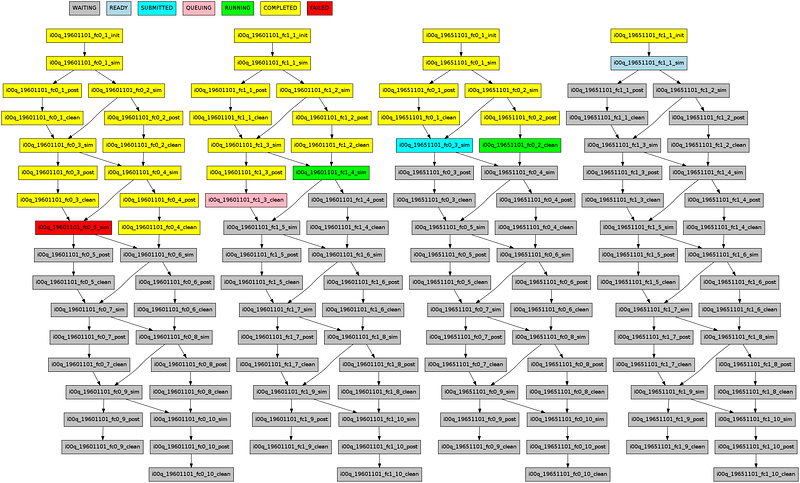 WAITING READY SUBMITTED QUEUING RUNNING COMPLETED FAILED
i00q_19601101_fc0_1_init i00q_19601101_fc1_1_init i00q_19651101_fc0_1_init i00q_19651101_fc1_1_init
i00q_19601101_fc0_1_sim i00q_19601101_fc1_1_sim i00q_19651101_fc0_1_sim i00q_19651101_fc1_1_sim
i00q_19601101_fc0_1_post i00q_19601101_fc0_2_sim i00q_19601101_fc1_1_post i00q_19601101_fc1_2_sim i00q_19651101_fc0_1_post i00q_19651101_fc0_2_sim i00q_19651101_fc1_1_post i00q_19651101_fc1_2_sim
i00q_19601101_fc0_1_clean i00q_19601101_fc0_2_post i00q_19601101_fc1_1_clean i00q_19601101_fc1_2_post i00q_19651101_fc0_1_clean i00q_19651101_fc0_2_post i00q_19651101_fc1_1_clean i00q_19651101_fc1_2_post
i00q_19601101_fc0_3_sim i00q_19601101_fc0_2_clean i00q_19601101_fc1_3_sim i00q_19601101_fc1_2_clean i00q_19651101_fc0_3_sim i00q_19651101_fc0_2_clean i00q_19651101_fc1_3_sim i00q_19651101_fc1_2_clean
i00q_19601101_fc0_3_post i00q_19601101_fc0_4_sim i00q_19601101_fc1_3_post i00q_19601101_fc1_4_sim i00q_19651101_fc0_3_post i00q_19651101_fc0_4_sim i00q_19651101_fc1_3_post i00q_19651101_fc1_4_sim
i00q_19601101_fc0_3_clean i00q_19601101_fc0_4_post i00q_19601101_fc1_3_clean i00q_19601101_fc1_4_post i00q_19651101_fc0_3_clean i00q_19651101_fc0_4_post i00q_19651101_fc1_3_clean i00q_19651101_fc1_4_post
i00q_19601101_fc0_5_sim i00q_19601101_fc0_4_clean i00q_19601101_fc1_5_sim i00q_19601101_fc1_4_clean i00q_19651101_fc0_5_sim i00q_19651101_fc0_4_clean i00q_19651101_fc1_5_sim i00q_19651101_fc1_4_clean
i00q_19601101_fc0_5_post i00q_19601101_fc0_6_sim i00q_19601101_fc1_5_post i00q_19601101_fc1_6_sim i00q_19651101_fc0_5_post i00q_19651101_fc0_6_sim i00q_19651101_fc1_5_post i00q_19651101_fc1_6_sim
i00q_19601101_fc0_5_clean i00q_19601101_fc0_6_post i00q_19601101_fc1_5_clean i00q_19601101_fc1_6_post i00q_19651101_fc0_5_clean i00q_19651101_fc0_6_post i00q_19651101_fc1_5_clean i00q_19651101_fc1_6_post
i00q_19601101_fc0_7_sim i00q_19601101_fc0_6_clean i00q_19601101_fc1_7_sim i00q_19601101_fc1_6_clean i00q_19651101_fc0_7_sim i00q_19651101_fc0_6_clean i00q_19651101_fc1_7_sim i00q_19651101_fc1_6_clean
i00q_19601101_fc0_7_post i00q_19601101_fc0_8_sim i00q_19601101_fc1_7_post i00q_19601101_fc1_8_sim i00q_19651101_fc0_7_post i00q_19651101_fc0_8_sim i00q_19651101_fc1_7_post i00q_19651101_fc1_8_sim
i00q_19601101_fc0_7_clean i00q_19601101_fc0_8_post i00q_19601101_fc1_7_clean i00q_19601101_fc1_8_post i00q_19651101_fc0_7_clean i00q_19651101_fc0_8_post i00q_19651101_fc1_7_clean i00q_19651101_fc1_8_post
i00q_19601101_fc0_9_sim i00q_19601101_fc0_8_clean i00q_19601101_fc1_9_sim i00q_19601101_fc1_8_clean i00q_19651101_fc0_9_sim i00q_19651101_fc0_8_clean i00q_19651101_fc1_9_sim i00q_19651101_fc1_8_clean
i00q_19601101_fc0_9_post i00q_19601101_fc0_10_sim i00q_19601101_fc1_9_post i00q_19601101_fc1_10_sim i00q_19651101_fc0_9_post i00q_19651101_fc0_10_sim i00q_19651101_fc1_9_post i00q_19651101_fc1_10_sim
i00q_19601101_fc0_9_clean i00q_19601101_fc0_10_post i00q_19601101_fc1_9_clean i00q_19601101_fc1_10_post i00q_19651101_fc0_9_clean i00q_19651101_fc0_10_post i00q_19651101_fc1_9_clean i00q_19651101_fc1_10_post
i00q_19601101_fc0_10_clean i00q_19601101_fc1_10_clean i00q_19651101_fc0_10_clean i00q_19651101_fc1_10_clean